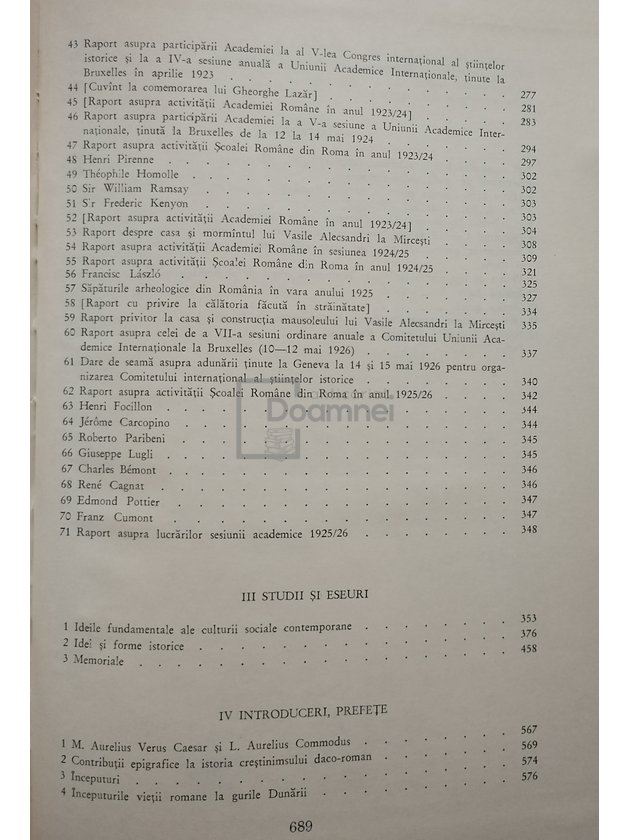 43 Raport asupra participării Academiei la al V-lea Congres internațional al științelor
istorice și la a IV-a sesiune anuală a Uniunii Academice Internaționale, ținute la
Bruxelles în aprilie 1923 . . . . . . . . . . 277
44 [Cuvînt la comemorarea lui Gheorghe Lazăr] . . . . . . 281
45 [Raport asupra activității Academiei Române în anul 1923/24] . . . 283
46 Raport asupra participării Academiei la a V-a sesiune a Uniunii Academice Inter-
naționale, ținută la Bruxelles de la 12 la 14 mai 1924 . . . . 294
47 Raport asupra activității Școalei Române din Roma în anul 1923/24 . . . 297
48 Henri Pirenne . . . . . . . . . . 302
49 Théophile Homolle . . . . . . . . . . 302
50 Sir William Ramsay . . . . . . . . . . 303
51 S'r Frederic Kenyon . . . . . . . . . . 303
52 [Raport asupra activității Academiei Române în anul 1923/24] . . . 304
53 Raport despre casa și mormîntul lui Vasile Alecsandri la Mircești . . . 308
54 Raport asupra activității Academiei Române în sesiunea 1924/25 . . . 309
55 Raport asupra activității Școalei Române din Roma în anul 1924/25 . . . 321
56 Francisc László . . . . . . . . . . 325
57 Săpăturile arheologice din România în vara anului 1925 . . . . 327
58 [Raport cu privire la călătoria făcută în străinătate] . . . . 334
59 Raport privitor la casa și construcția mausoleului lui Vasile Alecsandri la Mircești 335
60 Raport asupra celei de a VII-a sesiuni ordinare anuale a Comitetului Uniunii Aca-
demice Internaționale la Bruxelles (10—12 mai 1926) . . . . 337
61 Dare de seamă asupra adunării ținute la Geneva la 14 și 15 mai 1926 pentru orga-
nizarea Comitetului internațional al științelor istorice . . . . 340
62 Raport asupra activității Școalei Române din Roma în anul 1925/26 . . . 342
63 Henri Focillon . . . . . . . . . . 344
64 Jérôme Carcopino . . . . . . . . . . 344
65 Roberto Paribeni . . . . . . . . . . 345
66 Giuseppe Lugli . . . . . . . . . . 345
67 Charles Bémont . . . . . . . . . . 346
68 René Cagnat . . . . . . . . . . 346
69 Edmond Pottier . . . . . . . . . . 347
70 Franz Cumont . . . . . . . . . . 347
71 Raport asupra lucrărilor sesiunii academice 1925/26 . . . . 348
Doamnei
III STUDII ȘI ESEURI
1 Ideile fundamentale ale culturii sociale contemporane . . . . 353
2 Idei și forme istorice . . . . . . . . . . 376
3 Memoriale . . . . . . . . . . 458
IV INTRODUCERI, PREFEȚE
1 M. Aurelius Verus Caesar și L. Aurelius Commodus . . . . 567
2 Contribuții epigrafice la istoria creștinimsului daco-roman . . . . 569
3 Inceputuri . . . . . . . . . . 574
4 Inceputurile vieții romane la gurile Dunării . . . . . . 576
689